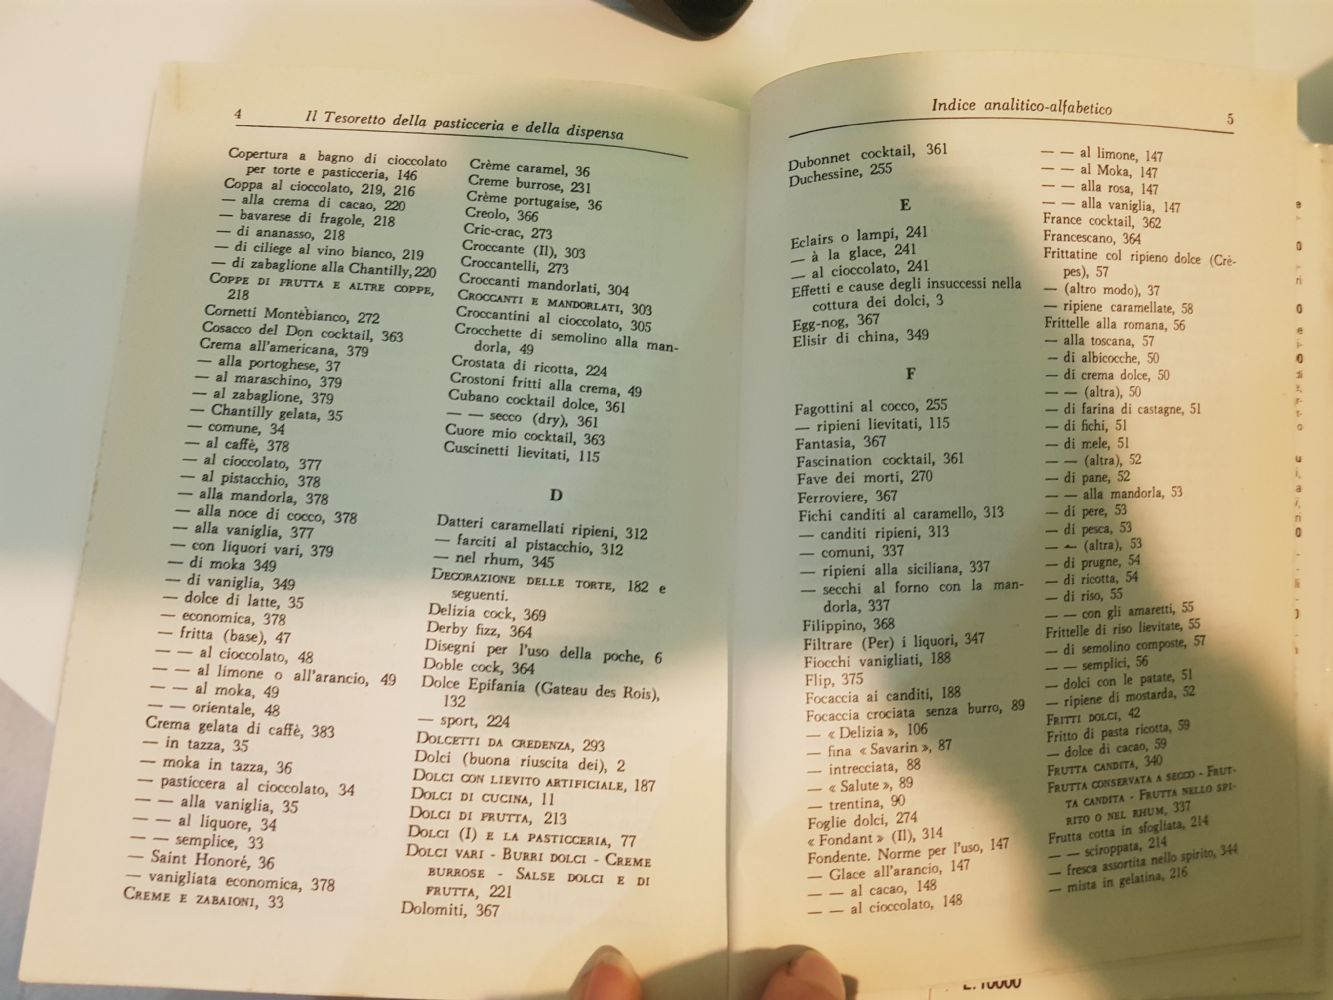 4
Il Tesoretto della pasticceria e della dispensa
Copertura a bagno di cioccolato
per torte e pasticceria, 146
Coppa al cioccolato, 219, 216
— alla crema di cacao, 220
— bavarese di fragole, 218
— di ananasso, 218
— di ciliege al vino bianco, 219
— di zabaglione alla Chantilly, 220
COPPE DI FRUTTA E ALTRE COPPE,
218
Cornetti Montebianco, 272
Cosacco del Don cocktail, 363
Crema all'americana, 379
— alla portoghese, 37
— al maraschino, 379
— al zabaglione, 379
— Chantilly gelata, 35
— comune, 34
— al caffè, 378
— al cioccolato, 377
— al pistacchio, 378
— alla mandorla, 378
— alla noce di cocco, 378
— alla vaniglia, 377
— con liquori vari, 379
— di moka 349
— di vaniglia, 349
— dolce di latte, 35
— economica, 378
— fritta (base), 47
— — al cioccolato, 48
— — al limone o all'arancio, 49
— — al moka, 49
— — orientale, 48
Crema gelata di caffè, 383
— in tazza, 35
— moka in tazza, 36
— pasticcera al cioccolato, 34
— — alla vaniglia, 35
— — al liquore, 34
— — semplice, 33
— Saint Honoré, 36
— vanigliata economica, 378
CREME E ZABAIONI, 33
Crème caramel, 36
Creme burrose, 231
Crème portugaise, 36
Creolo, 366
Cric-crac, 273
Croccante (Il), 303
Croccantelli, 273
Croccanti mandorlati, 304
CROCCANTI E MANDORLATI, 303
Croccantini al cioccolato, 305
Crocchette di semolino alla man-
dorla, 49
Crostata di ricotta, 224
Crostoni fritti alla crema, 49
Cubano cocktail dolce, 361
— — secco (dry), 361
Cuore mio cocktail, 363
Cuscinetti lievitati, 115
D
Datteri caramellati ripieni, 312
— farciti al pistacchio, 312
— nel rhum, 345
DECORAZIONE DELLE TORTE, 182 e
seguenti.
Delizia cock, 369
Derby fizz, 364
Disegni per l'uso della poche, 6
Doble cock, 364
Dolce Epifania (Gateau des Rois),
132
— sport, 224
DOLCETTI DA CREDENZA, 293
Dolci (buona riuscita dei), 2
DOLCI CON LIEVITO ARTIFICIALE, 187
DOLCI DI CUCINA, 11
DOLCI DI FRUTTA, 213
DOLCI (I) E LA PASTICCERIA, 77
DOLCI VARI - BURRI DOLCI - CREME
BURROSE - SALSE DOLCI E DI
FRUTTA, 221
Dolomiti, 367
Indice analitico-alfabetico
5
Dubonnet cocktail, 361
Duchessine, 255
E
Eclairs o lampi, 241
— à la glace, 241
— al cioccolato, 241
Effetti e cause degli insuccessi nella
cottura dei dolci, 3
Egg-nog, 367
Elisir di china, 349
F
Fagottini al cocco, 255
— ripieni lievitati, 115
Fantasia, 367
Fascination cocktail, 361
Fave dei morti, 270
Ferroviere, 367
Fichi canditi al caramello, 313
— canditi ripieni, 313
— comuni, 337
— ripieni alla siciliana, 337
— secchi al forno con la man-
dorla, 337
Filippino, 368
Filtrare (Per) i liquori, 347
Fiocchi vanigliati, 188
Flip, 375
Focaccia ai canditi, 188
Focaccia crociata senza burro, 89
— « Delizia », 106
— fina « Savarin », 87
— intrecciata, 88
— « Salute », 89
— trentina, 90
Foglie dolci, 274
« Fondant » (Il), 314
Fondente. Norme per l'uso, 147
— Glace all'arancio, 147
— — al cacao, 148
— — al cioccolato, 148
— — al limone, 147
— — al Moka, 147
— — alla rosa, 147
— — alla vaniglia, 147
France cocktail, 362
Francescano, 364
Frittatine col ripieno dolce (Crè-
pes), 57
— (altro modo), 37
— ripiene caramellate, 58
Frittelle alla romana, 56
— alla toscana, 57
— di albicocche, 50
— di crema dolce, 50
— — (altra), 50
— di farina di castagne, 51
— di fichi, 51
— di mele, 51
— — (altra), 52
— di pane, 52
— — alla mandorla, 53
— di pere, 53
— di pesca, 53
— — (altra), 53
— di prugne, 54
— di ricotta, 54
— di riso, 55
— — con gli amaretti, 55
Frittelle di riso lievitate, 55
— di semolino composte, 57
— — semplici, 56
— dolci con le patate, 51
— ripiene di mostarda, 52
FRITTI DOLCI, 42
Fritto di pasta ricotta, 59
— dolce di cacao, 59
FRUTTA CANDITA, 340
FRUTTA CONSERVATA A SECCO - FRUT-
TA CANDITA - FRUTTA NELLO SPI-
RITO O NEL RHUM, 337
Frutta cotta in sfogliata, 214
— — sciroppata, 214
— fresca assortita nello spirito, 344
— mista in gelatina, 216